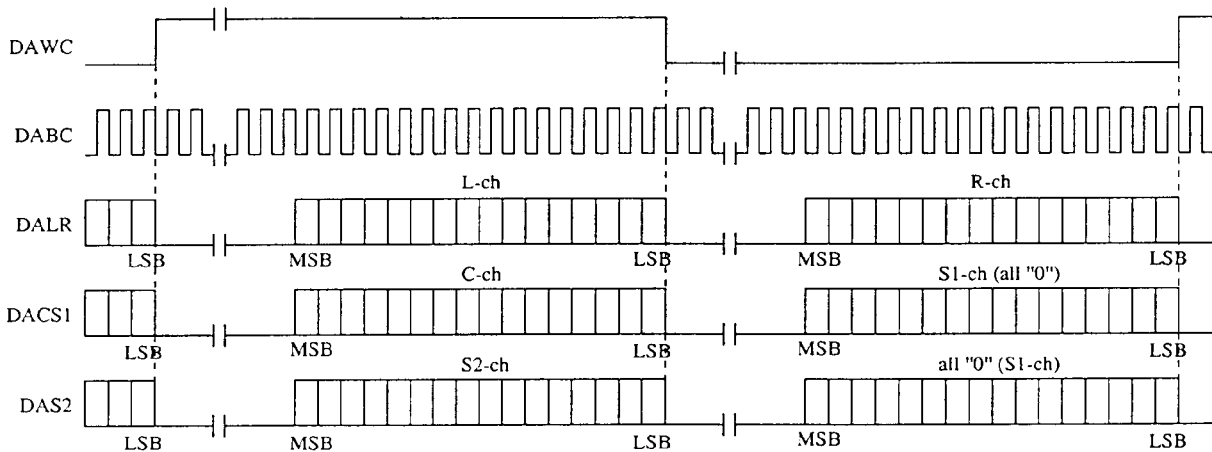 DAWC
DABC
L-ch R-ch
DALR
LSB MSB LSB MSB LSB
C-ch S1-ch (all "0")
DACS1
LSB MSB LSB MSB LSB
S2-ch all "0" (S1-ch)
DAS2
LSB MSB LSB MSB LSB